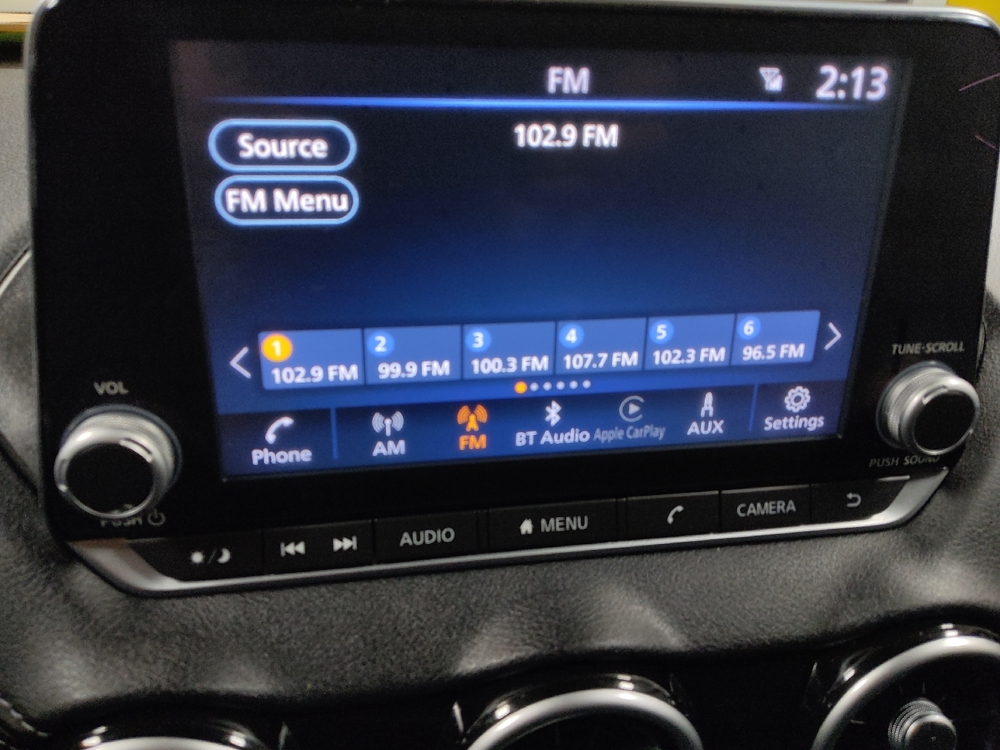 FM
2:13
Source
102.9 FM
FM Menu
1
2
3
4
5
6
102.9 FM
99.9 FM
100.3 FM
107.7 FM
102.3 FM
96.5 FM
Phone
AM
FM
BT Audio
Apple CarPlay
AUX
Settings
VOL
PUSH
TUNE·SCROLL
PUSH SOUND
AUDIO
MENU
CAMERA